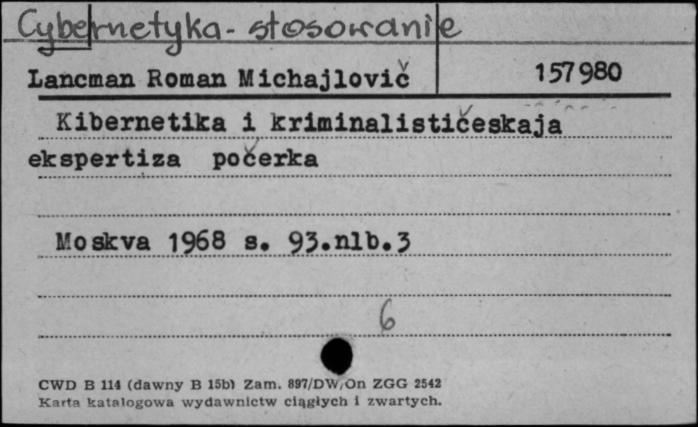 Cybernetyka - stosowanie
Lancman Roman Michajlovič 157980
Kibernetika i kriminalističeskaja
ekspertiza počerka
Moskva 1968 s. 93.nlb.3
6
CWD B 114 (dawny B 15b) Zam. 897/DW/On ZGG 2542
Karta katalogowa wydawnictw ciągłych i zwartych.